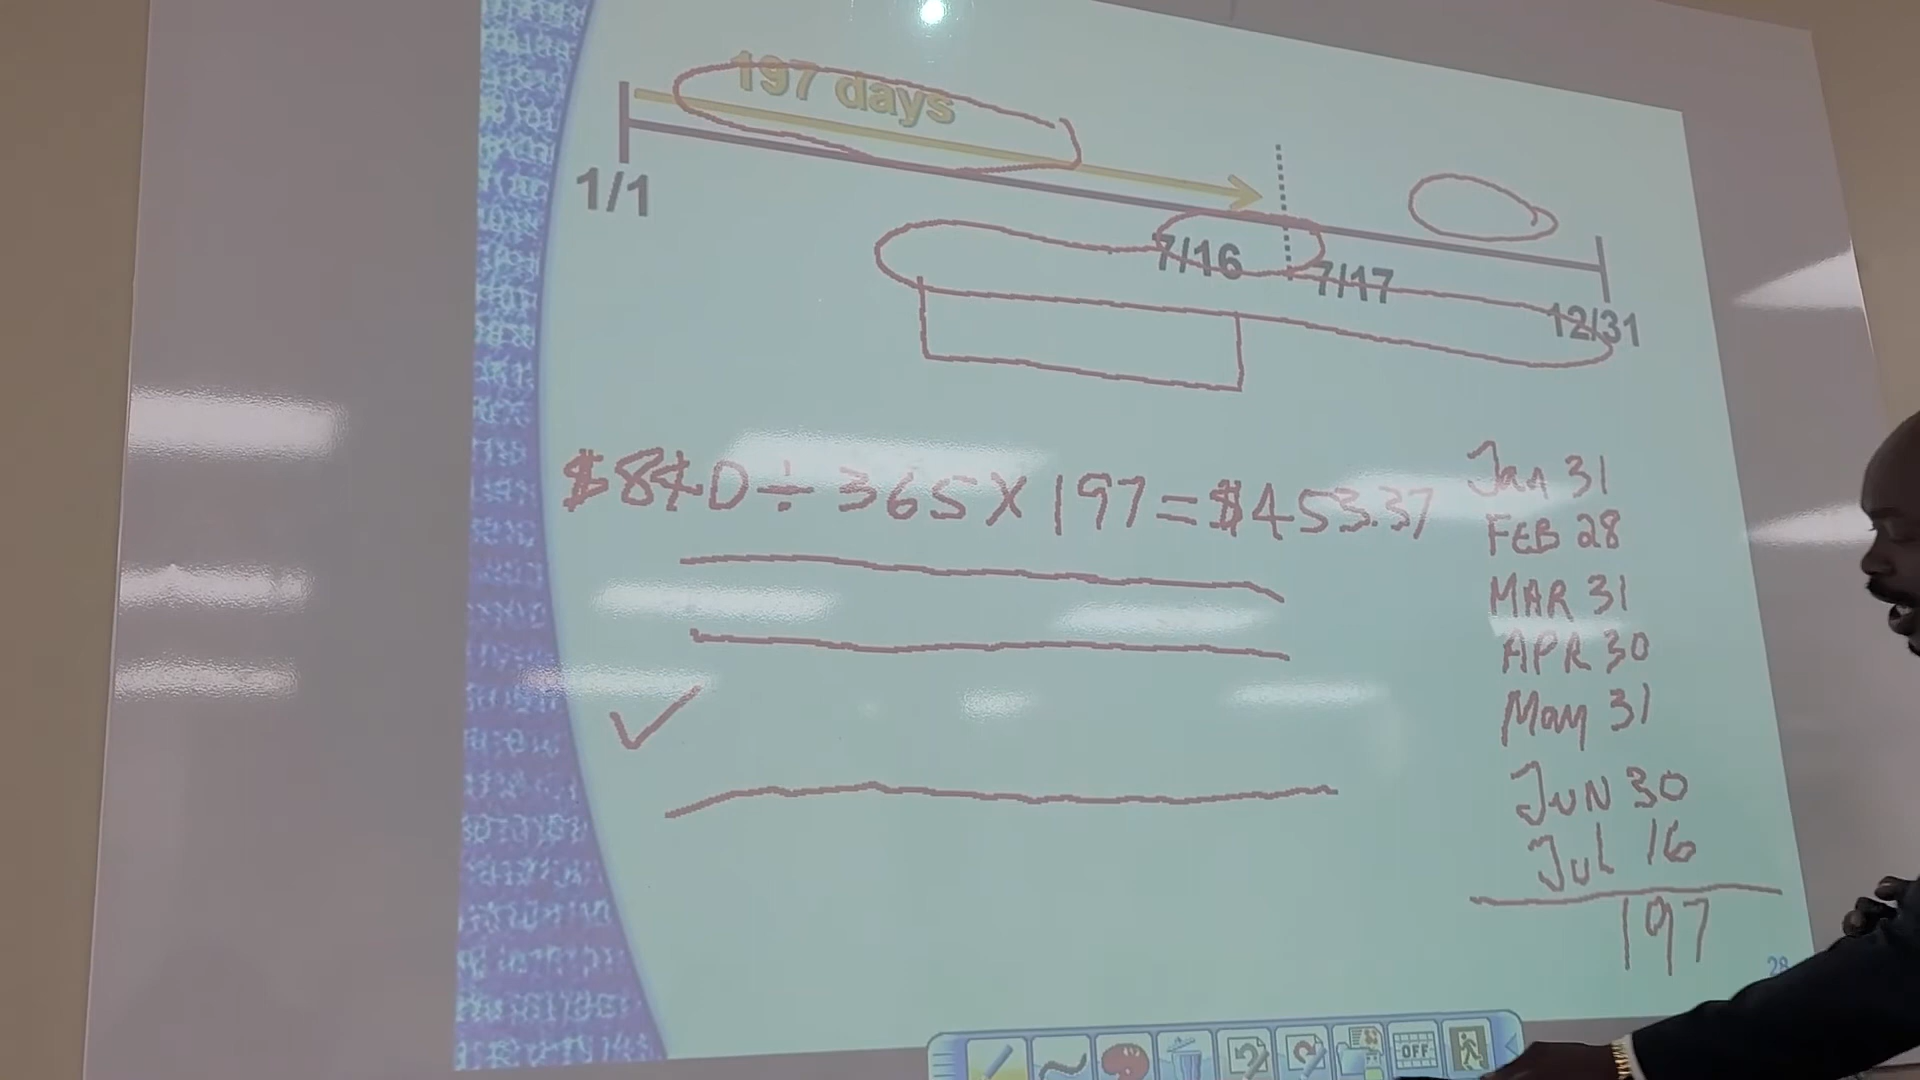 197 days
1/1
7/16
7/17
12/31
$840 ÷ 365 X 197 = $453.37
Jan 31
FEB 28
MAR 31
APR 30
May 31
JUN 30
Jul 16
197
28
OFF